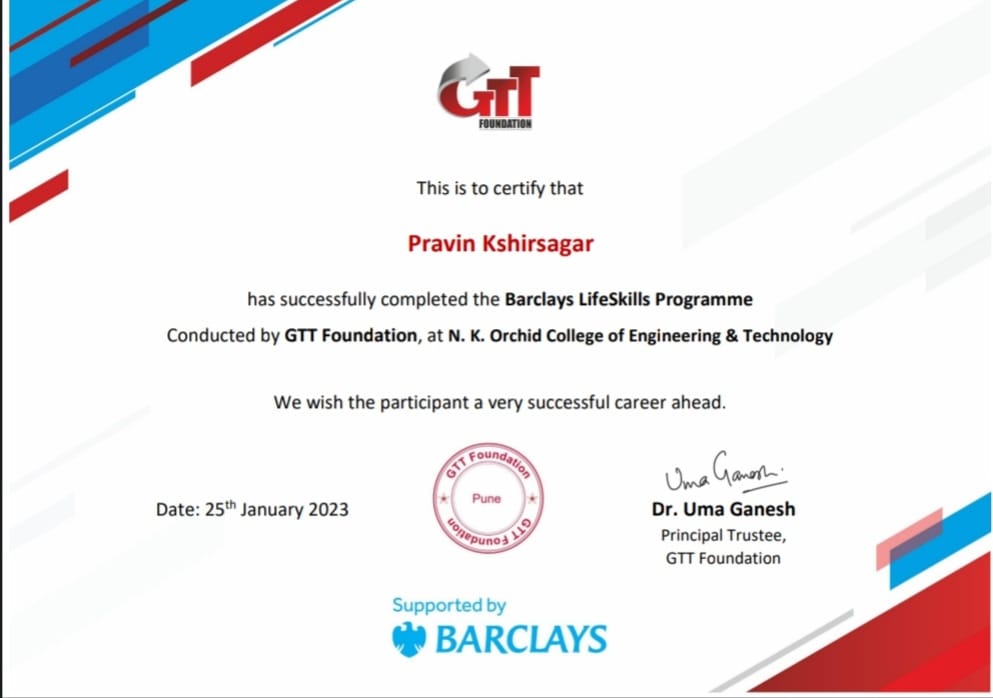 GTT
FOUNDATION
This is to certify that
Pravin Kshirsagar
has successfully completed the Barclays LifeSkills Programme
Conducted by GTT Foundation, at N. K. Orchid College of Engineering & Technology
We wish the participant a very successful career ahead.
GTT Foundation
Pune
GTT Foundation
Date: 25th January 2023
Uma Ganesh.
Dr. Uma Ganesh
Principal Trustee,
GTT Foundation
Supported by
BARCLAYS